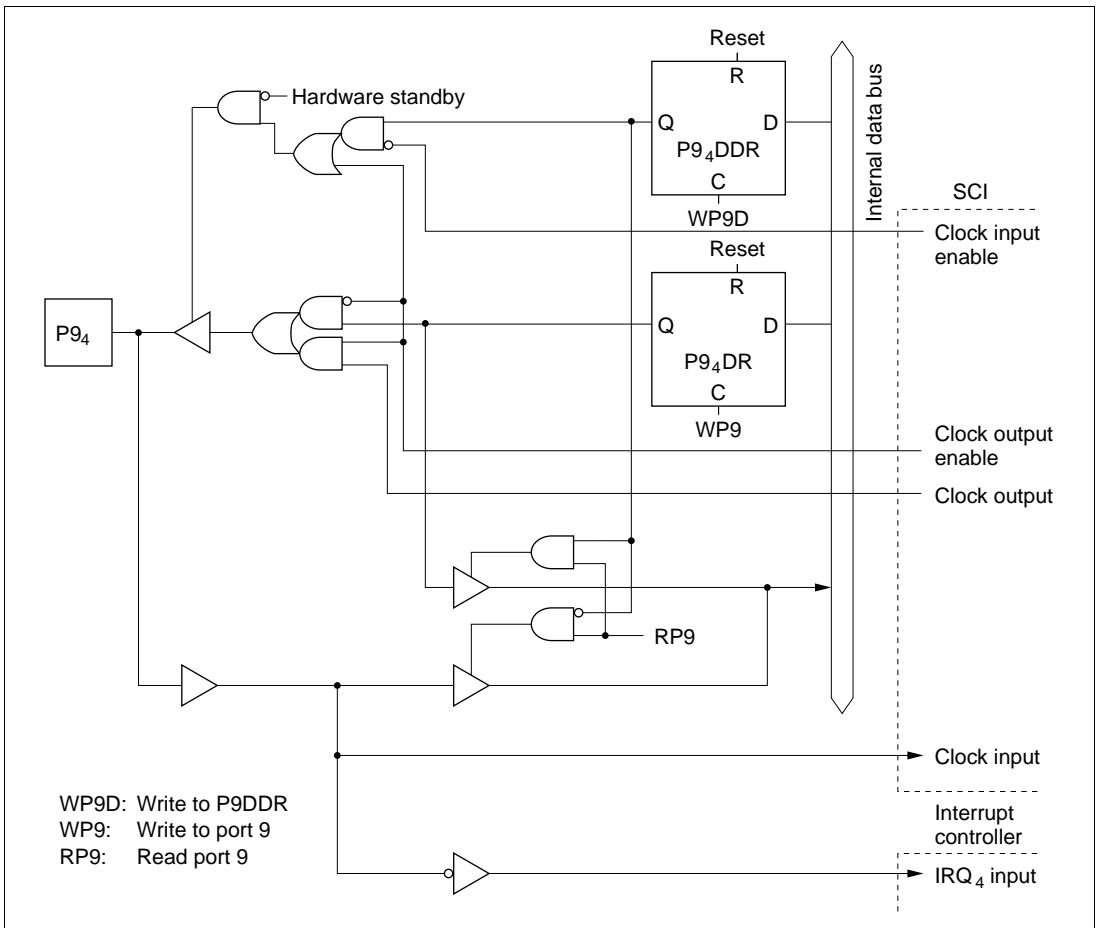 Reset
R
Hardware standby
Q
D
P9₄DDR
C
WP9D
Internal data bus
SCI
Clock input
enable
Reset
R
Q
D
P9₄
P9₄DR
C
WP9
Clock output
enable
Clock output
RP9
Clock input
WP9D: Write to P9DDR
WP9: Write to port 9
RP9: Read port 9
Interrupt
controller
IRQ₄ input